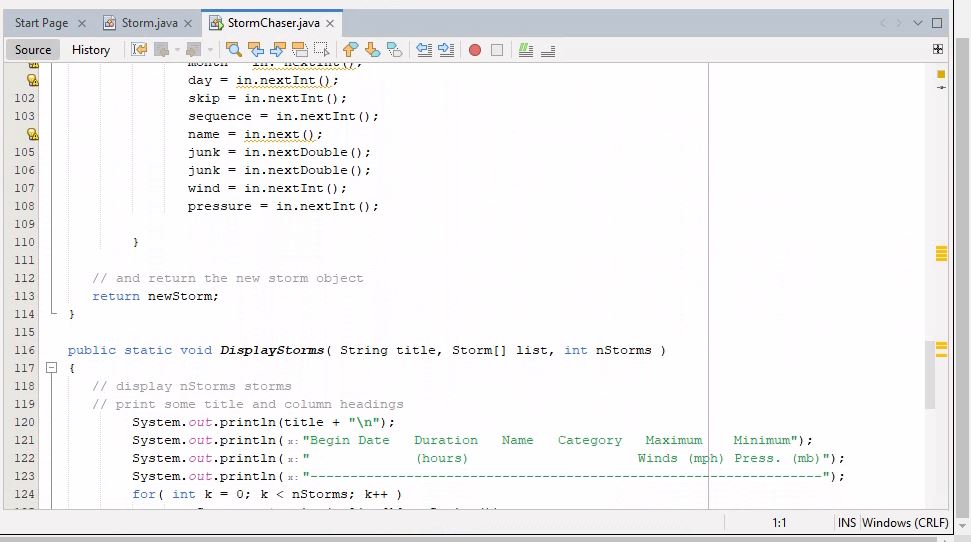 Start Page Storm.java StormChaser.java
Source History
month = in. nextInt();
day = in.nextInt();
102 skip = in.nextInt();
103 sequence = in.nextInt();
name = in.next();
105 junk = in.nextDouble();
106 junk = in.nextDouble();
107 wind = in.nextInt();
108 pressure = in.nextInt();
109
110 }
111
112 // and return the new storm object
113 return newStorm;
114 }
115
116 public static void DisplayStorms( String title, Storm[] list, int nStorms )
117 {
118 // display nStorms storms
119 // print some title and column headings
120 System.out.println(title + "\n");
121 System.out.println( x: "Begin Date Duration Name Category Maximum Minimum");
122 System.out.println( x: " (hours) Winds (mph) Press. (mb)");
123 System.out.println( x: "----------------------------------------------------------------");
124 for( int k = 0; k < nStorms; k++ )
1:1 INS Windows (CRLF)